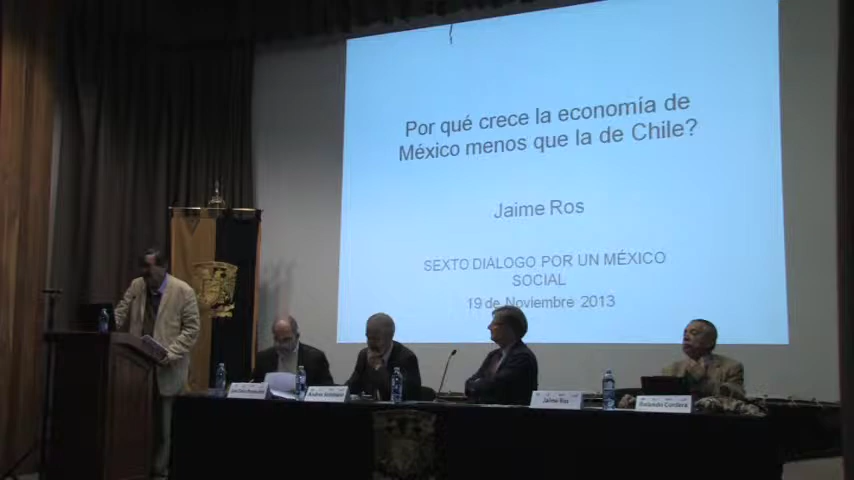 Por qué crece la economía de
México menos que la de Chile?
Jaime Ros
SEXTO DIALOGO POR UN MÉXICO
SOCIAL
19 de Noviembre 2013
Jaime Ros
Rolando Cordera